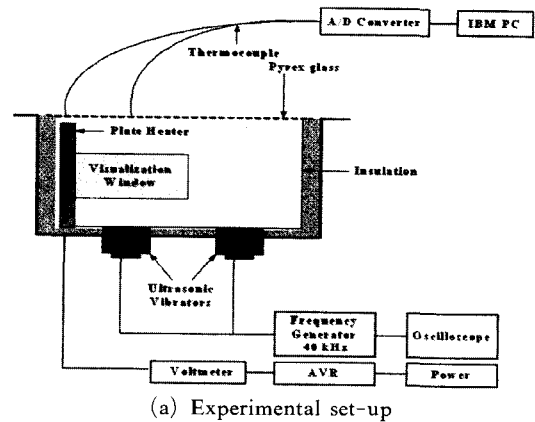 A/D Converter
IBM PC
Thermocouple
Pyrex glass
Plate Heater
Visualization
Window
Insulation
Ultrasonic
Vibrators
Frequency
Generator
40 kHz
Oscilloscope
Voltmeter
AVR
Power
(a) Experimental set-up